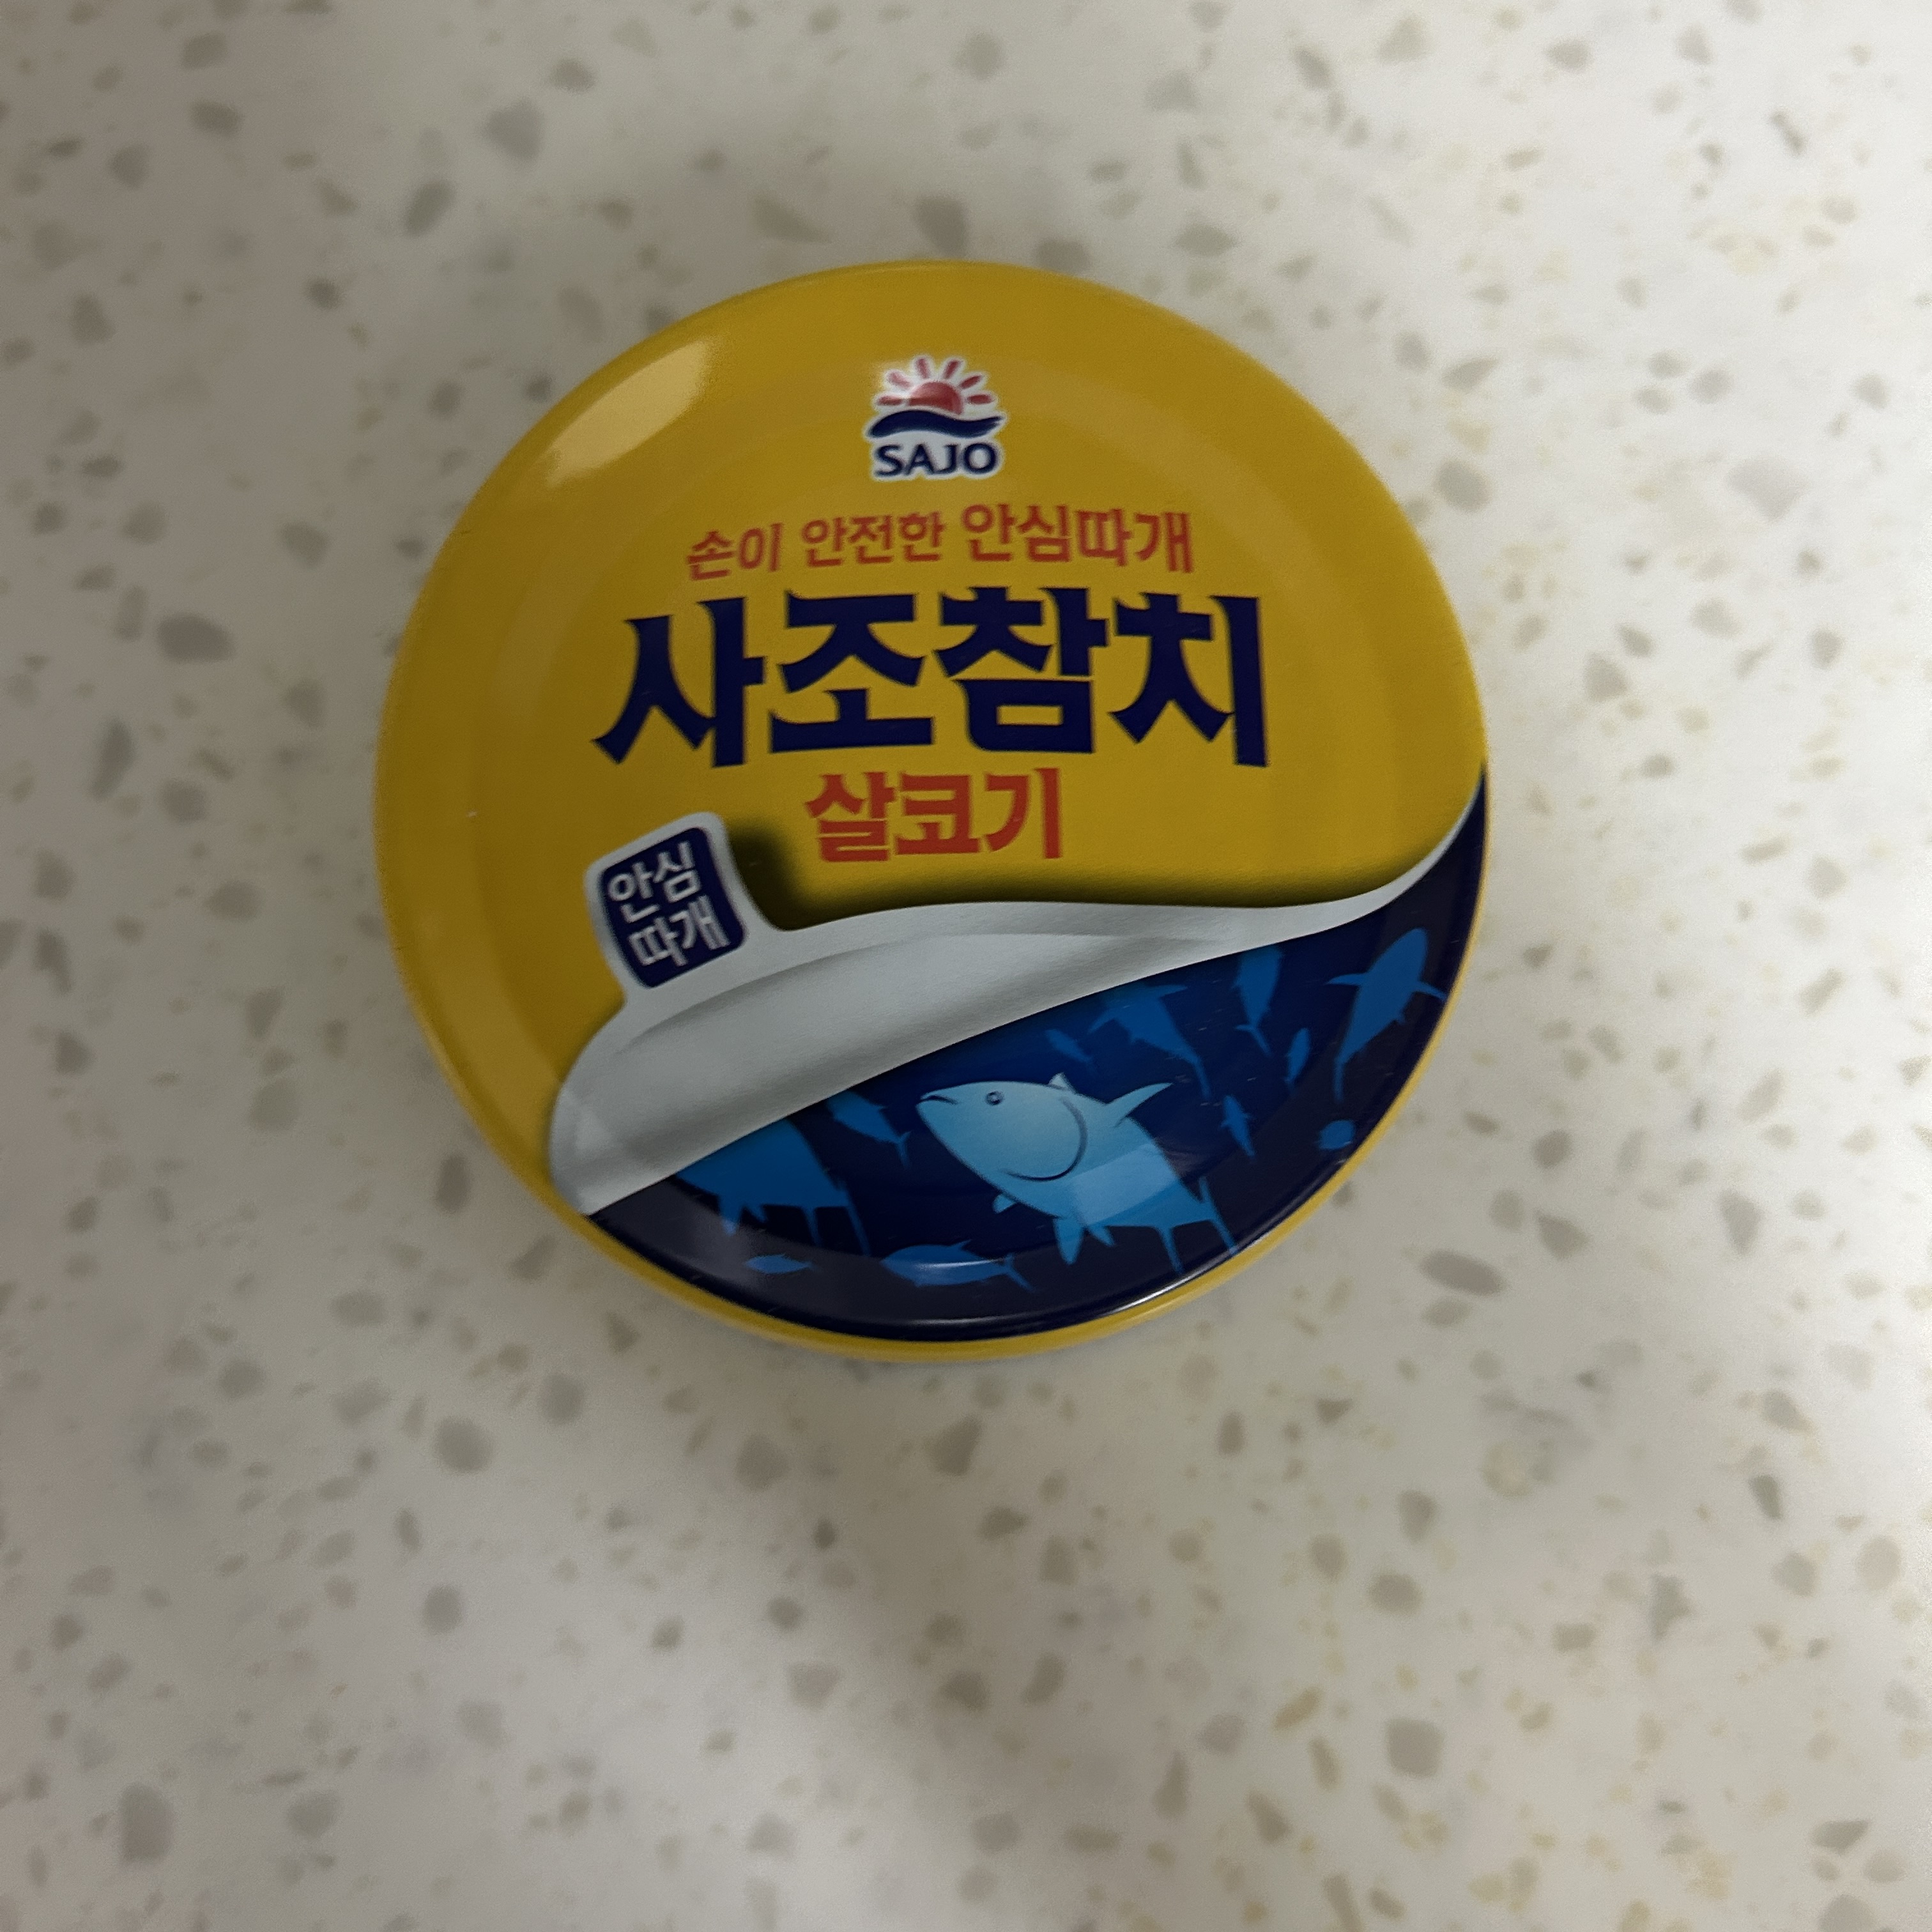 SAJO
손이 안전한 안심따개
사조참치
살코기
안심
따개